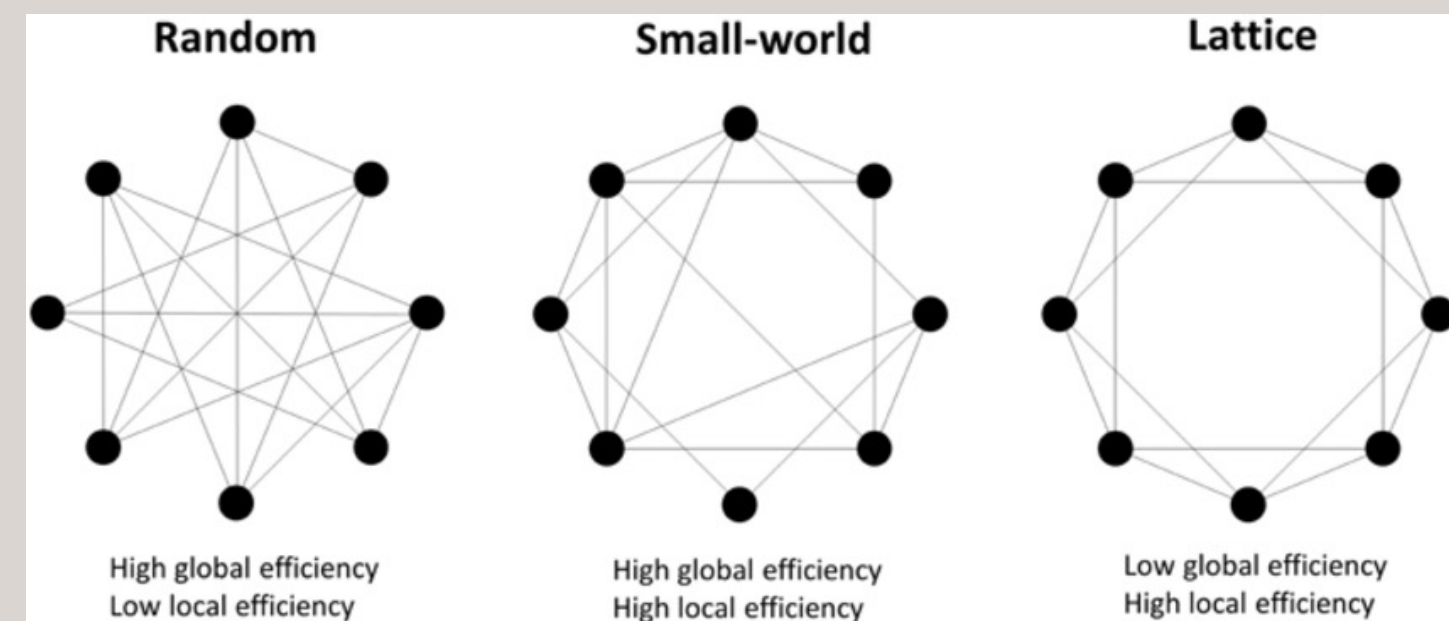 Random
Small-world
Lattice
High global efficiency
Low local efficiency
High global efficiency
High local efficiency
Low global efficiency
High local efficiency